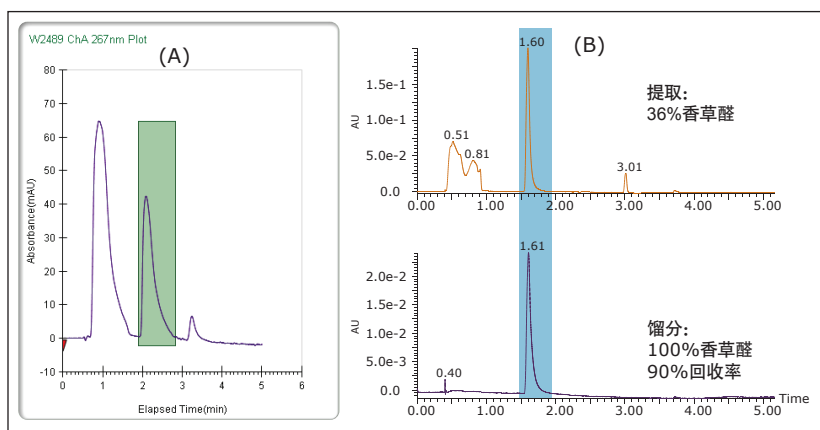 W2489 ChA 267nm Plot
(A)
80
70
60
50
40
30
20
10
0
-10
Absorbance(mAU)
0 1 2 3 4 5 6
Elapsed Time(min)
(B)
1.60
0.51
0.81
3.01
提取:
36%香草醛
AU
1.5e-1
1.0e-1
5.0e-2
0.0
0.00 1.00 2.00 3.00 4.00 5.00
1.61
0.40
馏分:
100%香草醛
90%回收率
AU
2.0e-2
1.5e-2
1.0e-2
5.0e-3
0.0
Time
0.00 1.00 2.00 3.00 4.00 5.00